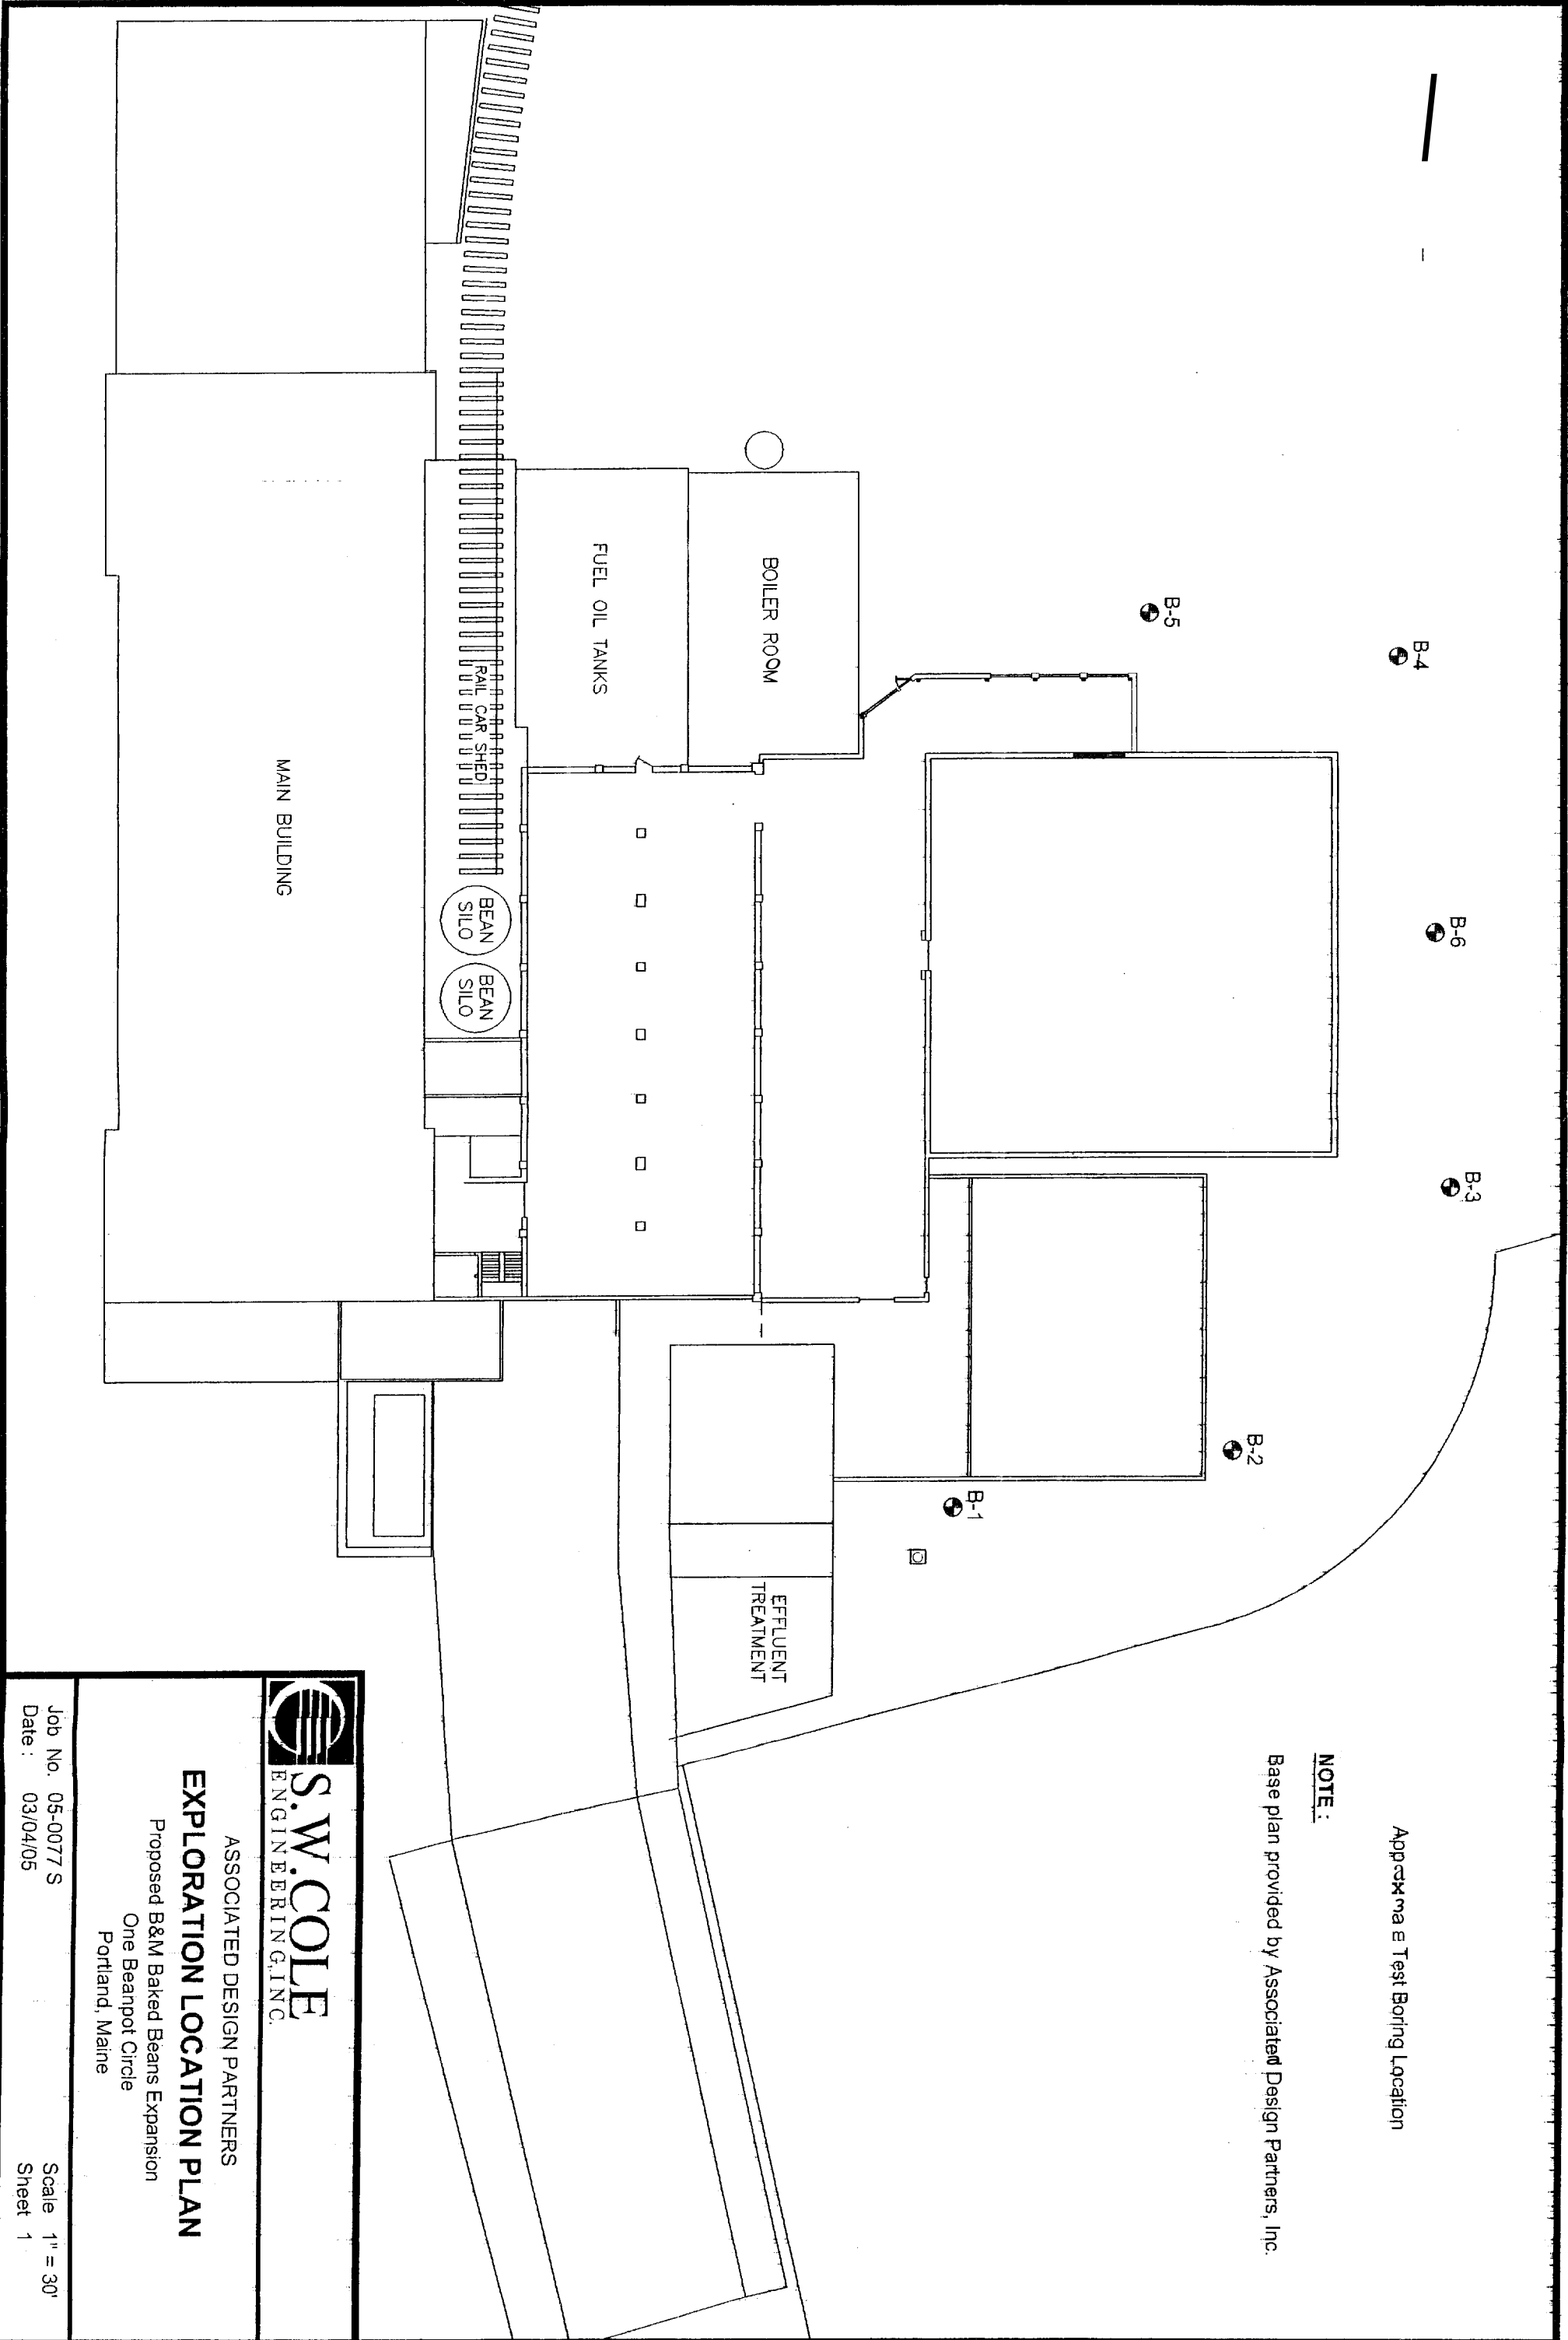 B-4
B-5
B-6
B-3
B-2
B-1
BOILER ROOM
FUEL OIL TANKS
RAIL CAR SHED
BEAN
SILO
BEAN
SILO
MAIN BUILDING
EFFLUENT
TREATMENT
Test Boring Location
NOTE:
Base plan provided by Associated Design Partners, Inc.
S.W.COLE
ENGINEERING, INC.
ASSOCIATED DESIGN PARTNERS
EXPLORATION LOCATION PLAN
Proposed B&M Baked Beans Expansion
One Beanpot Circle
Portland, Maine
Job No. 05-0077 S
Date: 03/04/05
Scale 1" = 30'
Sheet 1